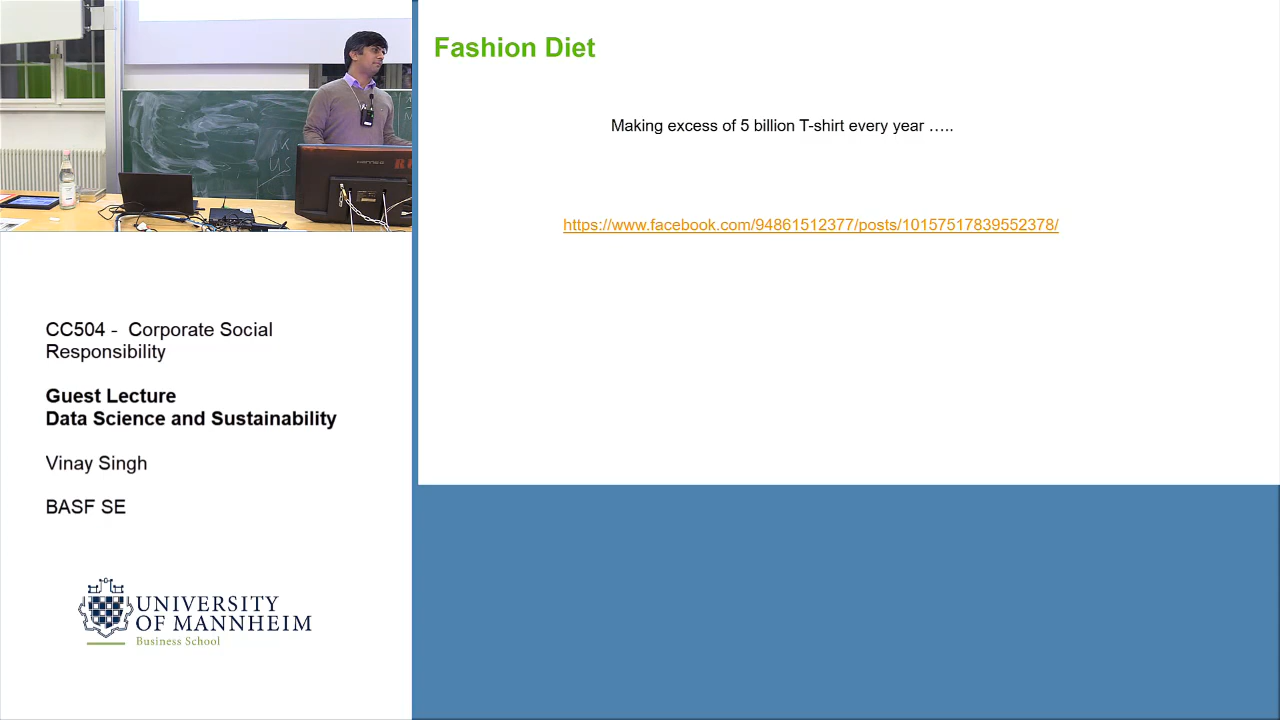 Fashion Diet
Making excess of 5 billion T-shirt every year …..
https://www.facebook.com/94861512377/posts/10157517839552378/
CC504 - Corporate Social
Responsibility
Guest Lecture
Data Science and Sustainability
Vinay Singh
BASF SE
UNIVERSITY
OF MANNHEIM
Business School